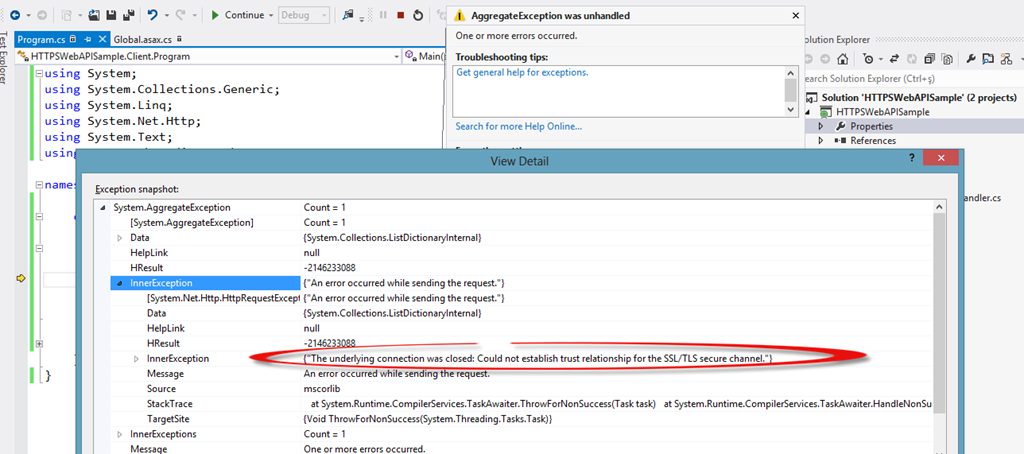 Continue
Debug
AggregateException was unhandled
One or more errors occurred.
Troubleshooting tips:
Get general help for exceptions.
Search for more Help Online...
Test Explorer
Program.cs
Global.asax.cs
HTTPSWebAPISample.Client.Program
Main(
using System;
using System.Collections.Generic;
using System.Linq;
using System.Net.Http;
using System.Text;
using
names
}
olution Explorer
earch Solution Explorer (Ctrl+ş)
Solution 'HTTPSWebAPISample' (2 projects)
HTTPSWebAPISample
Properties
References
andler.cs
View Detail
?
Exception snapshot:
System.AggregateException Count = 1
[System.AggregateException] Count = 1
Data {System.Collections.ListDictionaryInternal}
HelpLink null
HResult -2146233088
InnerException {"An error occurred while sending the request."}
[System.Net.Http.HttpRequestExcept {"An error occurred while sending the request."}
Data {System.Collections.ListDictionaryInternal}
HelpLink null
HResult -2146233088
InnerException {"The underlying connection was closed: Could not establish trust relationship for the SSL/TLS secure channel."}
Message An error occurred while sending the request.
Source mscorlib
StackTrace at System.Runtime.CompilerServices.TaskAwaiter.ThrowForNonSuccess(Task task) at System.Runtime.CompilerServices.TaskAwaiter.HandleNonSu
TargetSite {Void ThrowForNonSuccess(System.Threading.Tasks.Task)}
InnerExceptions Count = 1
Message One or more errors occurred.